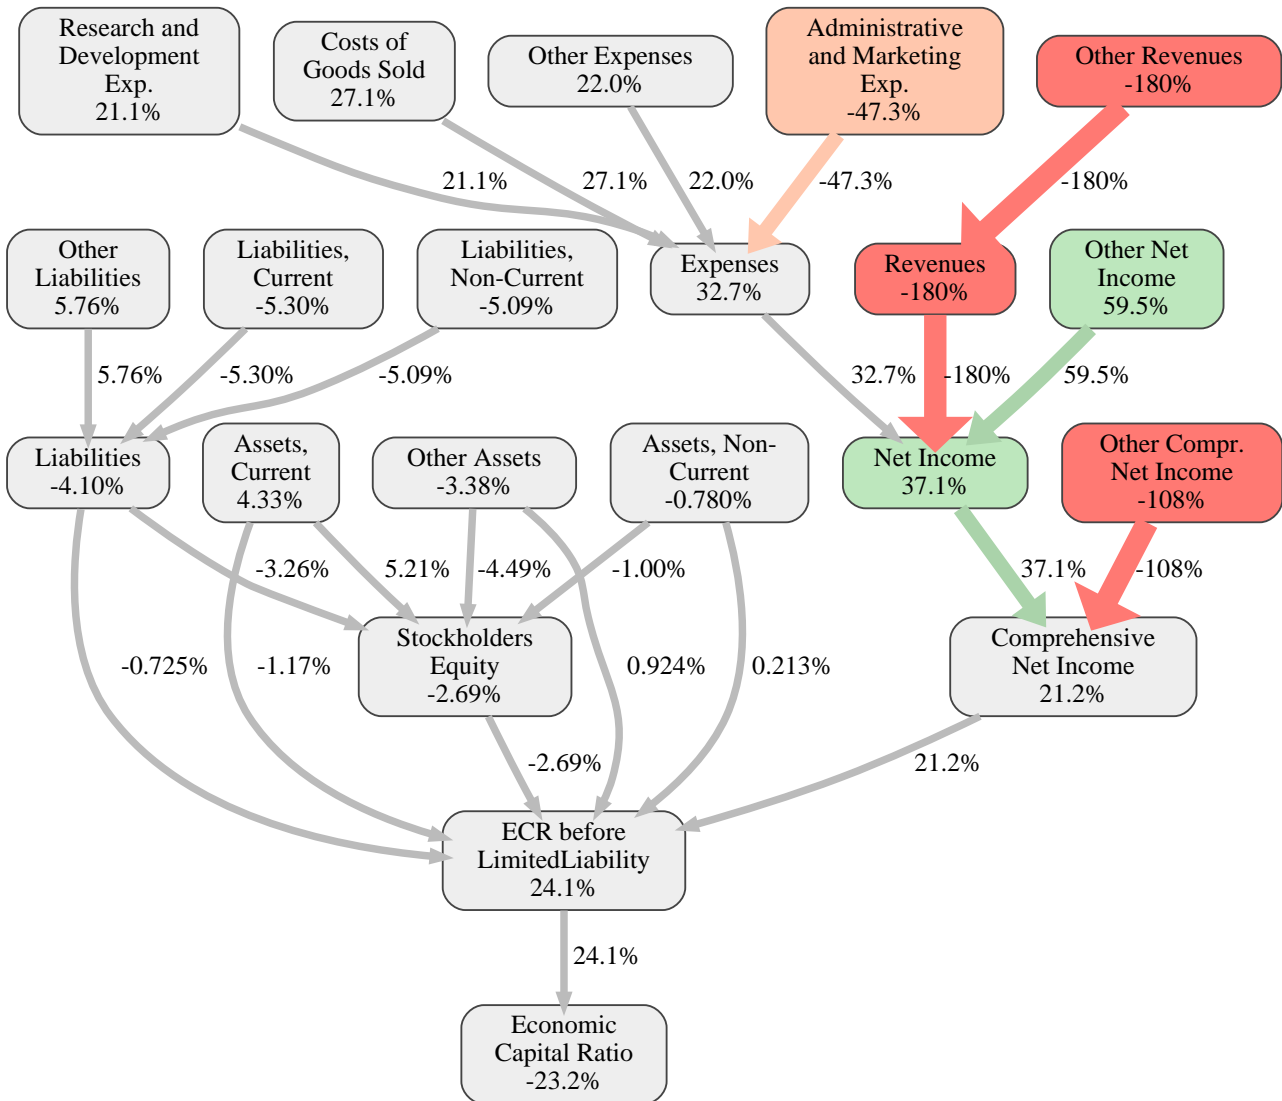 Research and
Development
Exp.
21.1%
Costs of
Goods Sold
27.1%
Other Expenses
22.0%
Administrative
and Marketing
Exp.
-47.3%
Other Revenues
-180%
21.1%
27.1%
22.0%
-47.3%
-180%
Other
Liabilities
5.76%
Liabilities,
Current
-5.30%
Liabilities,
Non-Current
-5.09%
Expenses
32.7%
Revenues
-180%
Other Net
Income
59.5%
5.76%
-5.30%
-5.09%
32.7%
-180%
59.5%
Liabilities
-4.10%
Assets,
Current
4.33%
Other Assets
-3.38%
Assets, Non-
Current
-0.780%
Net Income
37.1%
Other Compr.
Net Income
-108%
-3.26%
5.21%
-4.49%
-1.00%
37.1%
-108%
Stockholders
Equity
-2.69%
Comprehensive
Net Income
21.2%
-0.725%
-1.17%
0.924%
0.213%
-2.69%
21.2%
ECR before
LimitedLiability
24.1%
24.1%
Economic
Capital Ratio
-23.2%